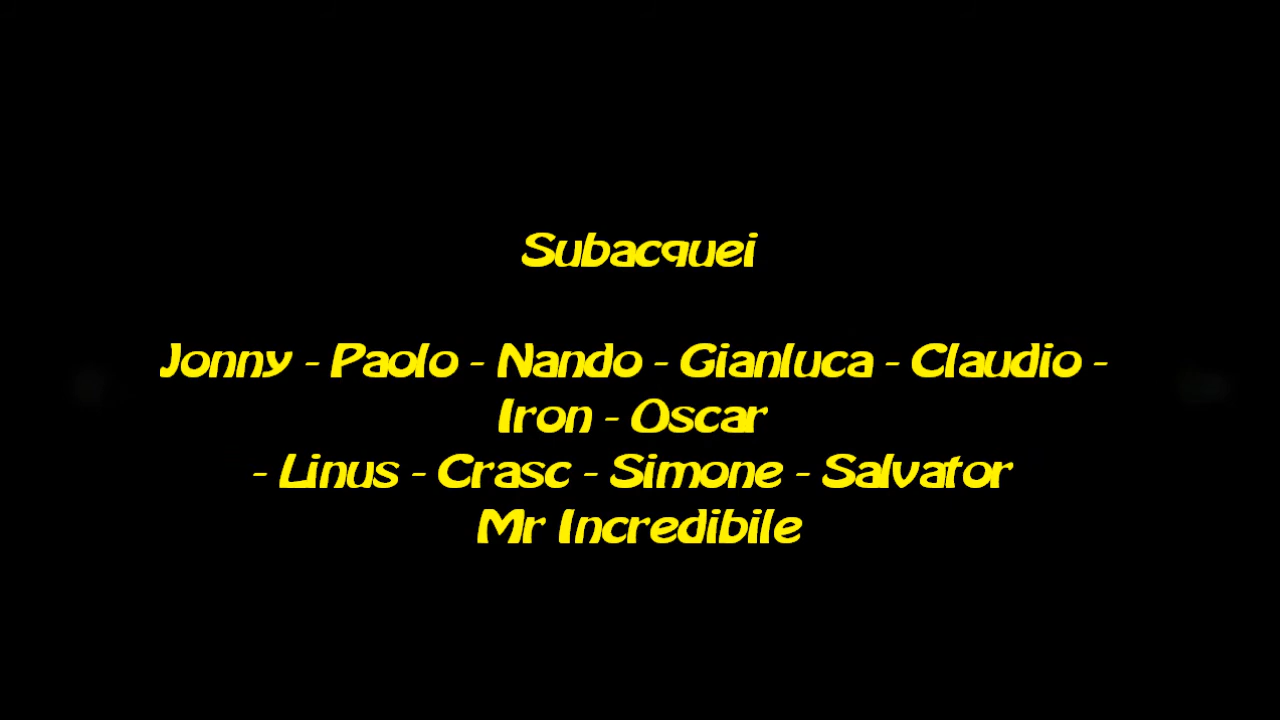 Subacquei
Jonny - Paolo - Nando - Gianluca - Claudio -
Iron - Oscar
- Linus - Crasc - Simone - Salvator
Mr Incredibile